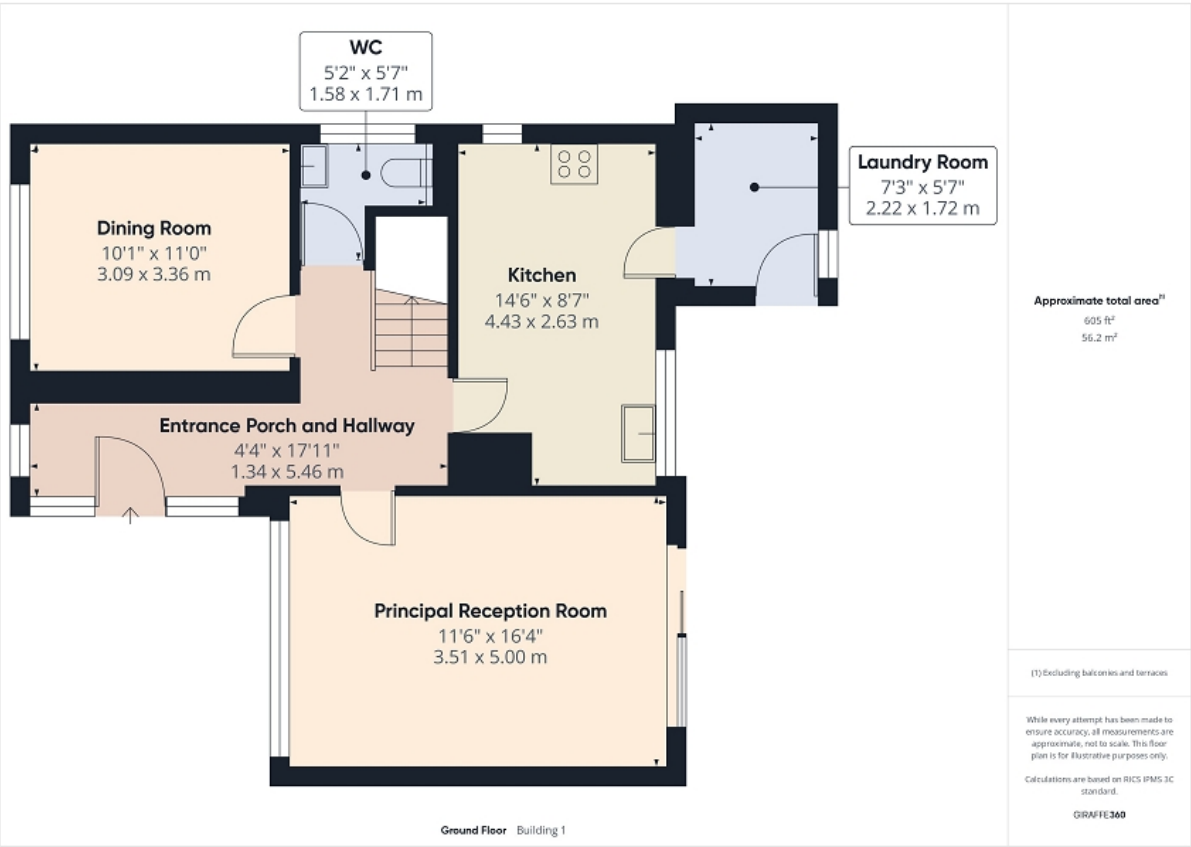 WC
5'2" x 5'7"
1.58 x 1.71 m
Laundry Room
7'3" x 5'7"
2.22 x 1.72 m
Dining Room
10'1" x 11'0"
3.09 x 3.36 m
Kitchen
14'6" x 8'7"
4.43 x 2.63 m
Entrance Porch and Hallway
4'4" x 17'11"
1.34 x 5.46 m
Principal Reception Room
11'6" x 16'4"
3.51 x 5.00 m
Ground Floor Building 1
Approximate total area⁽¹⁾
605 ft²
56.2 m²
(1) Excluding balconies and terraces
While every attempt has been made to
ensure accuracy, all measurements are
approximate, not to scale. This floor
plan is for illustrative purposes only.
Calculations are based on RICS IPMS 3C
standard.
GIRAFFE360